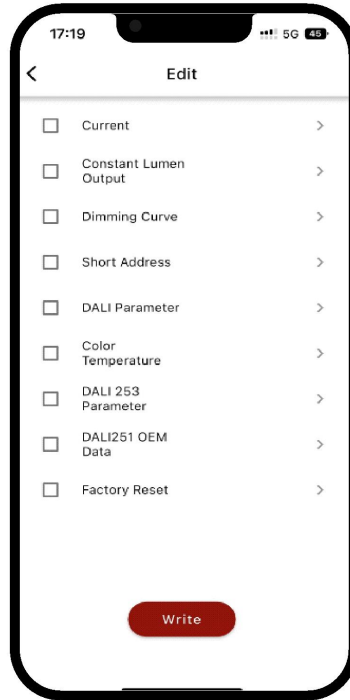 17:19 5G 45
Edit
Current
Constant Lumen
Output
Dimming Curve
Short Address
DALI Parameter
Color
Temperature
DALI 253
Parameter
DALI251 OEM
Data
Factory Reset
Write